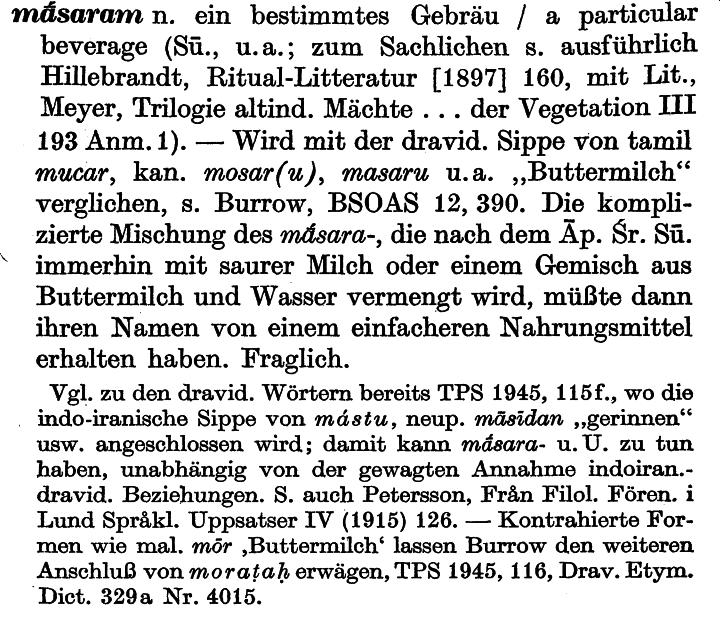 mā́saram n. ein bestimmtes Gebräu / a particular
beverage (Sū., u.a.; zum Sachlichen s. ausführlich
Hillebrandt, Ritual-Litteratur [1897] 160, mit Lit.,
Meyer, Trilogie altind. Mächte ... der Vegetation III
193 Anm. 1). — Wird mit der dravid. Sippe von tamil
mucar, kan. mosar(u), masaru u.a. „Buttermilch“
verglichen, s. Burrow, BSOAS 12, 390. Die kompli-
zierte Mischung des mā́sara-, die nach dem Āp. Śr. Sū.
immerhin mit saurer Milch oder einem Gemisch aus
Buttermilch und Wasser vermengt wird, müßte dann
ihren Namen von einem einfacheren Nahrungsmittel
erhalten haben. Fraglich.
Vgl. zu den dravid. Wörtern bereits TPS 1945, 115f., wo die
indo-iranische Sippe von mástu, neup. māsīdan „gerinnen“
usw. angeschlossen wird; damit kann mā́sara- u. U. zu tun
haben, unabhängig von der gewagten Annahme indoiran.-
dravid. Beziehungen. S. auch Petersson, Från Filol. Fören. i
Lund Språkl. Uppsatser IV (1915) 126. — Kontrahierte For-
men wie mal. mōr ‚Buttermilch‘ lassen Burrow den weiteren
Anschluß von moraṭaḥ erwägen, TPS 1945, 116, Drav. Etym.
Dict. 329a Nr. 4015.